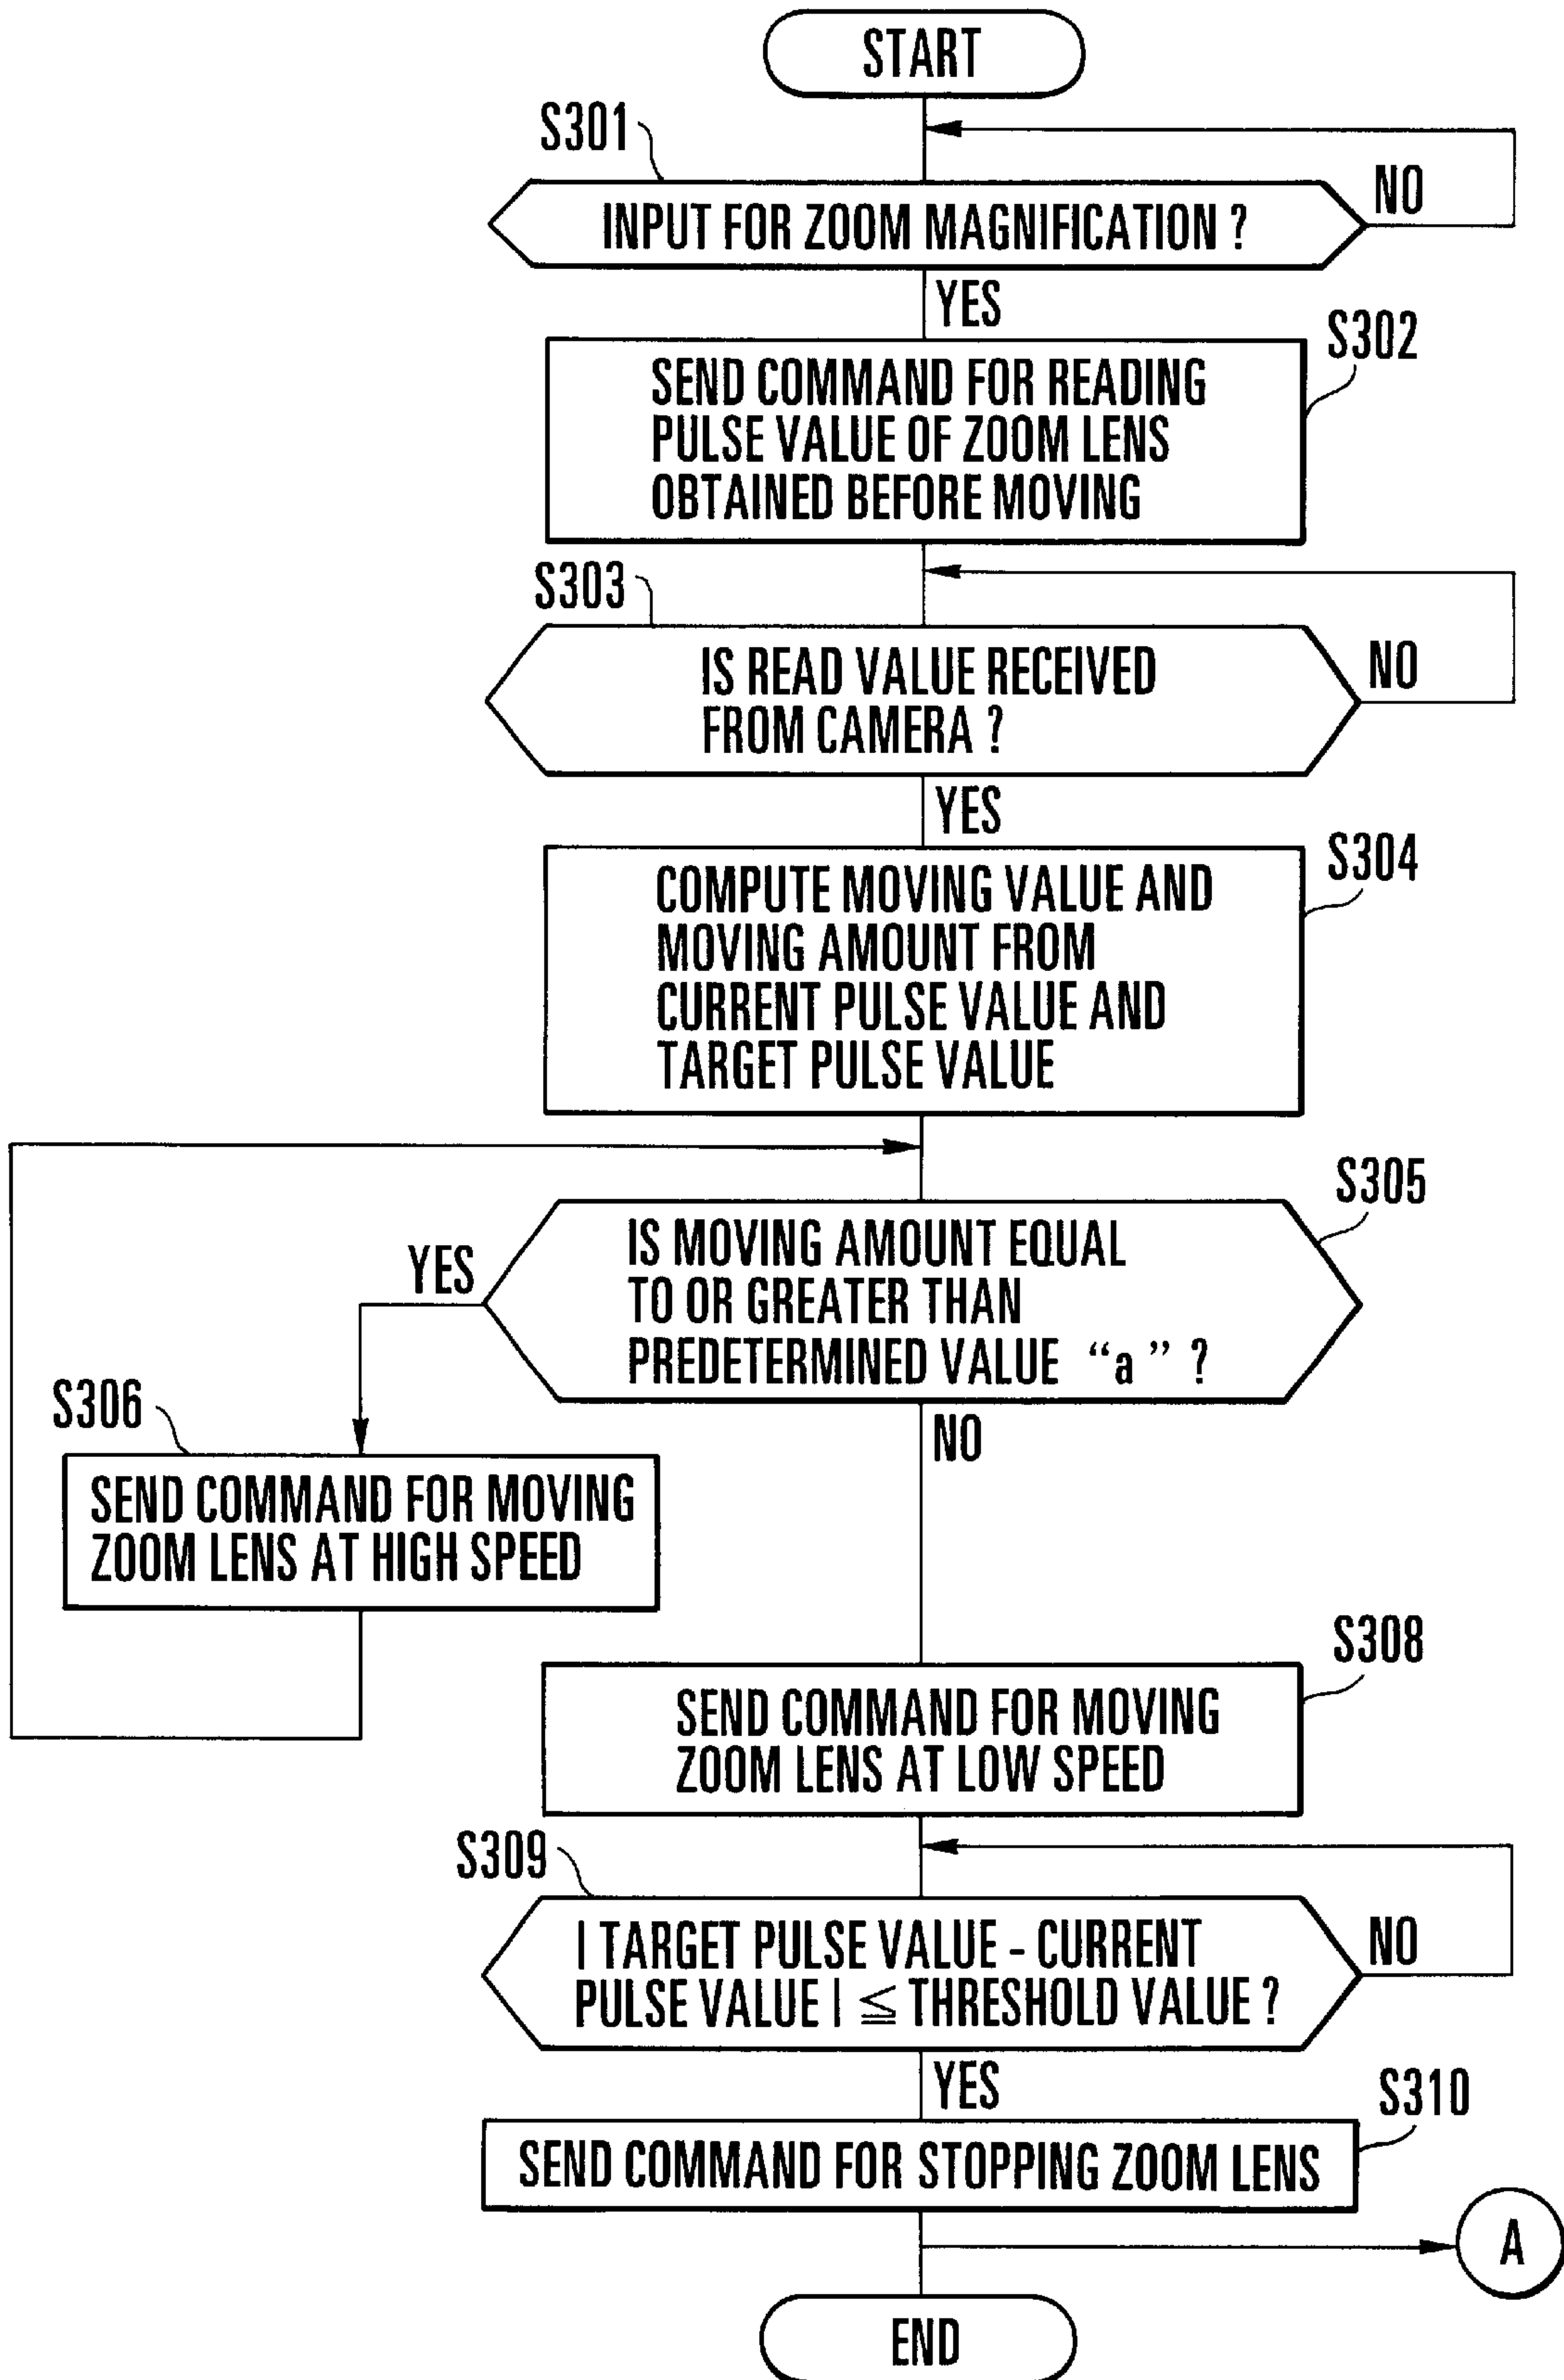 START
S301
NO
INPUT FOR ZOOM MAGNIFICATION ?
YES
S302
SEND COMMAND FOR READING
PULSE VALUE OF ZOOM LENS
OBTAINED BEFORE MOVING
S303
NO
IS READ VALUE RECEIVED
FROM CAMERA ?
YES
S304
COMPUTE MOVING VALUE AND
MOVING AMOUNT FROM
CURRENT PULSE VALUE AND
TARGET PULSE VALUE
S305
YES
IS MOVING AMOUNT EQUAL
TO OR GREATER THAN
PREDETERMINED VALUE “a” ?
S306
NO
SEND COMMAND FOR MOVING
ZOOM LENS AT HIGH SPEED
S308
SEND COMMAND FOR MOVING
ZOOM LENS AT LOW SPEED
S309
NO
| TARGET PULSE VALUE - CURRENT
PULSE VALUE | ≦ THRESHOLD VALUE ?
YES
S310
SEND COMMAND FOR STOPPING ZOOM LENS
A
END